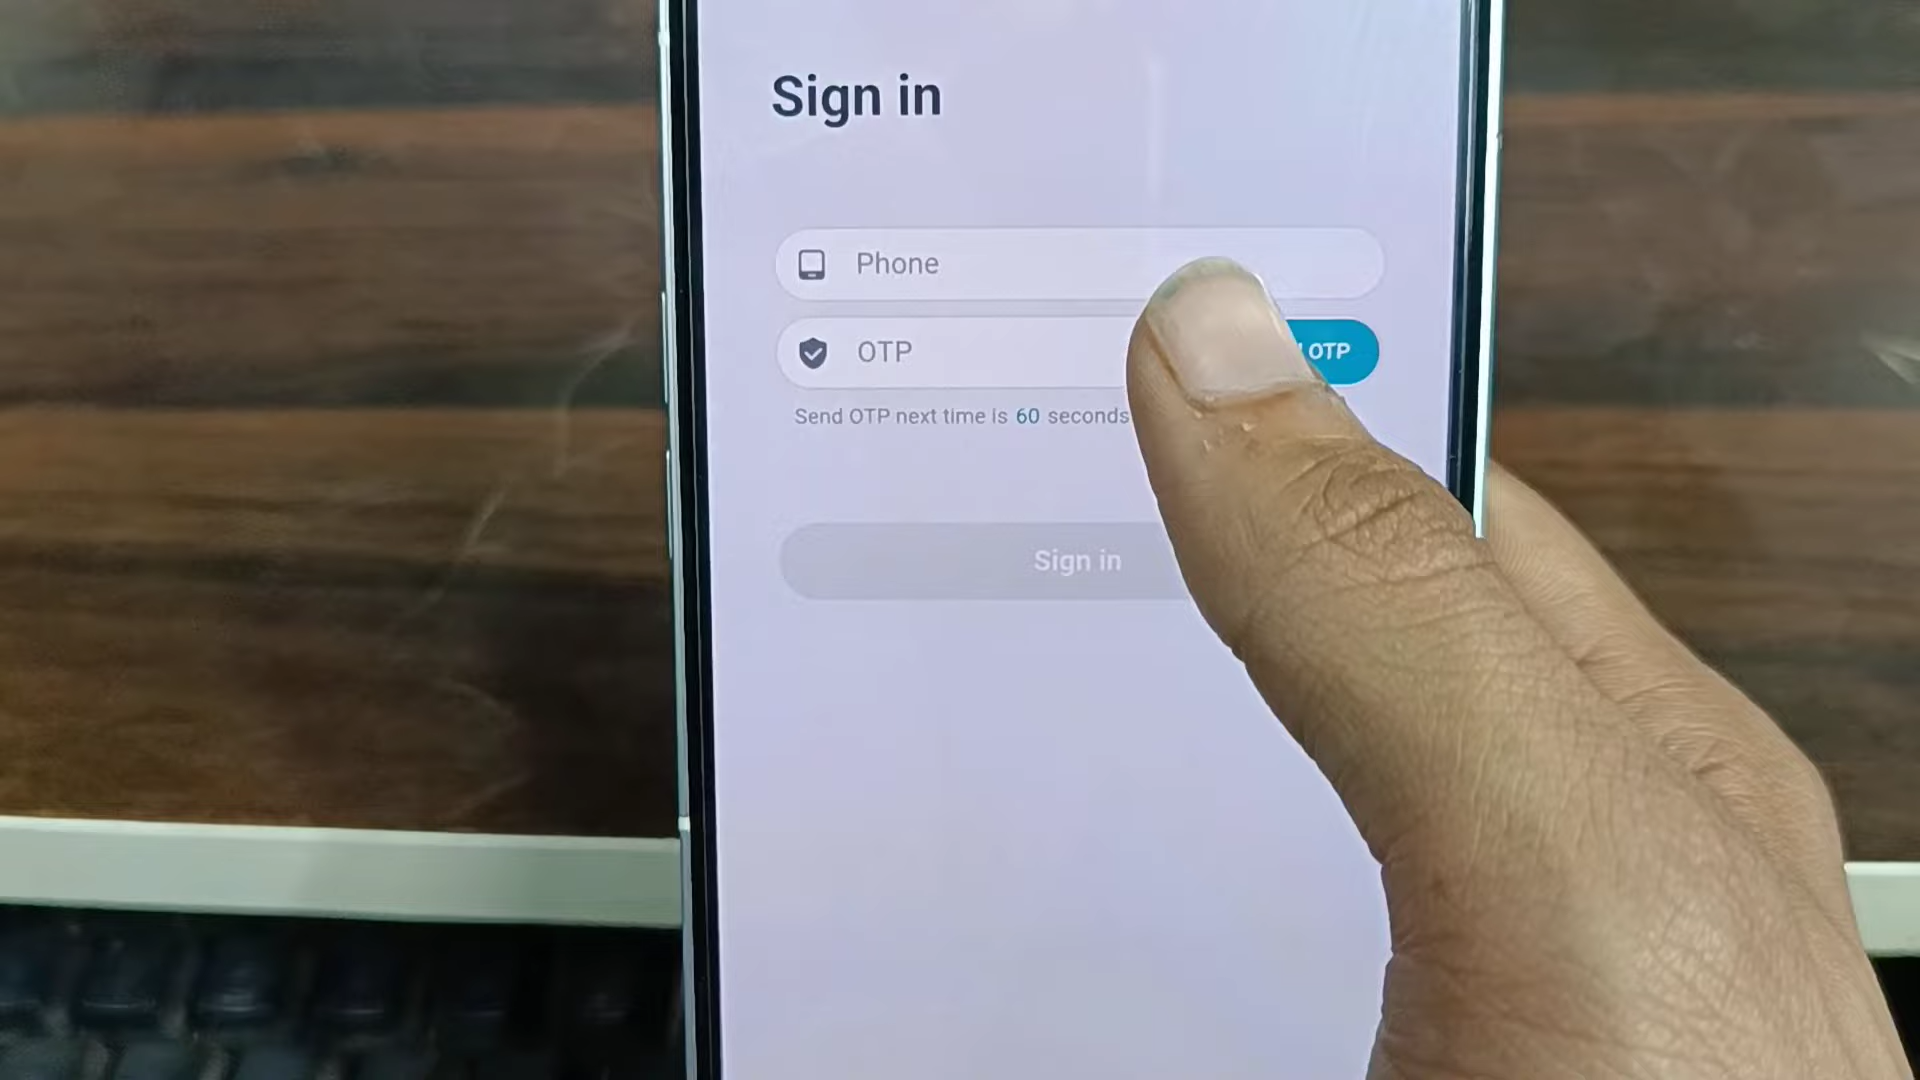 Sign in
Phone
OTP
OTP
Send OTP next time is 60 seconds
Sign in